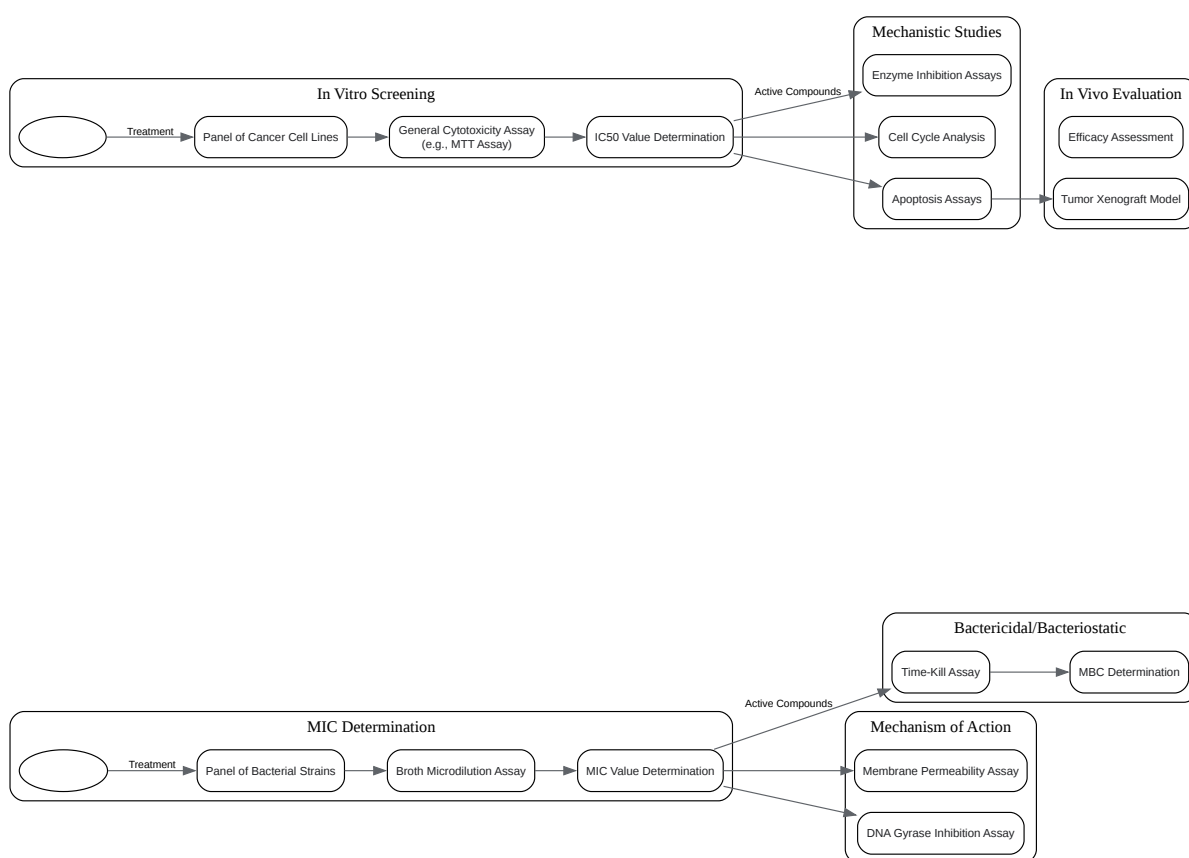 Mechanistic Studies
Enzyme Inhibition Assays
Active Compounds
In Vitro Screening
In Vivo Evaluation
Treatment
Panel of Cancer Cell Lines
General Cytotoxicity Assay
(e.g., MTT Assay)
IC50 Value Determination
Cell Cycle Analysis
Efficacy Assessment
Apoptosis Assays
Tumor Xenograft Model
Bactericidal/Bacteriostatic
Time-Kill Assay
MBC Determination
Active Compounds
MIC Determination
Mechanism of Action
Treatment
Panel of Bacterial Strains
Broth Microdilution Assay
MIC Value Determination
Membrane Permeability Assay
DNA Gyrase Inhibition Assay